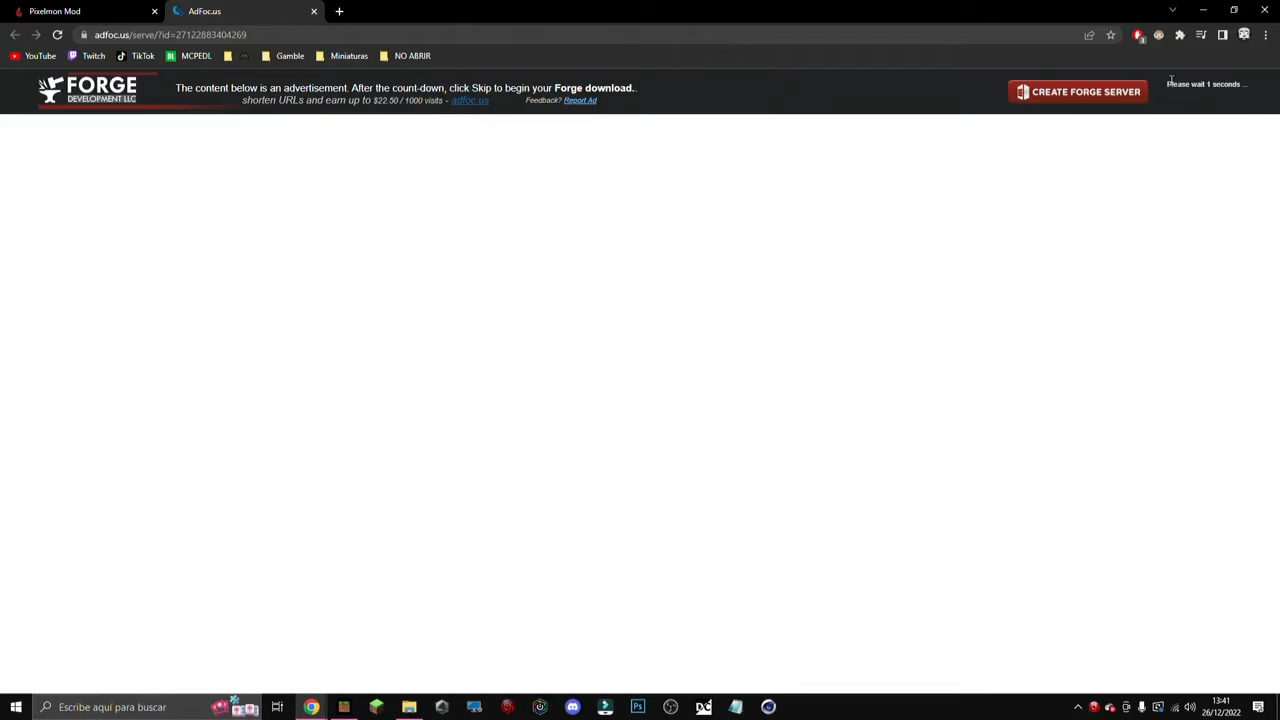 Pixelmon Mod
AdFoc.us
adfoc.us/serve/?id=27122883404269
YouTube
Twitch
TikTok
BL
MCPEDL
Gamble
Miniaturas
NO ABRIR
FORGE
DEVELOPMENT LLC
The content below is an advertisement. After the count-down, click Skip to begin your Forge download..
shorten URLs and earn up to $22.50 / 1000 visits - adfoc.us
Feedback? Report Ad
CREATE FORGE SERVER
Please wait 1 seconds ...
3
Escribe aquí para buscar
Ps
13:41
26/12/2022